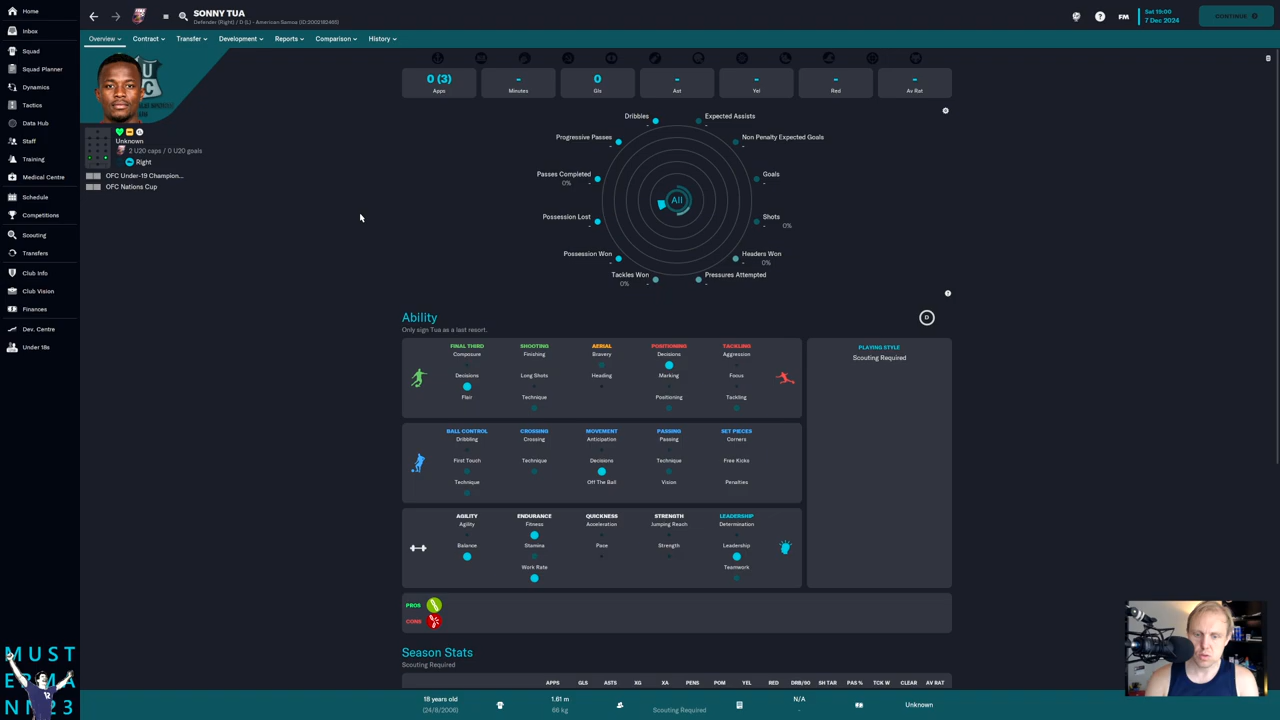 Home
Inbox
Squad
Squad Planner
Dynamics
Tactics
Data Hub
Staff
Training
Medical Centre
Schedule
Competitions
Scouting
Transfers
Club Info
Club Vision
Finances
Dev. Centre
Under 18s
MUST
ERMA
NN23
SONNY TUA
Defender (Right) / D (L) - American Samoa (ID:2002182465)
FM
Sat 19:00
7 Dec 2024
CONTINUE
Overview
Contract
Transfer
Development
Reports
Comparison
History
Unknown
2 U20 caps / 0 U20 goals
Right
OFC Under-19 Champion...
OFC Nations Cup
0 (3)
Apps
-
Minutes
0
Gls
-
Ast
-
Yel
-
Red
-
Av Rat
Dribbles
-
Expected Assists
-
Progressive Passes
-
Non Penalty Expected Goals
-
Passes Completed
0%
Goals
-
All
Possession Lost
-
Shots
-
0%
Possession Won
-
Headers Won
-
0%
Tackles Won
-
0%
Pressures Attempted
-
Ability
Only sign Tua as a last resort.
D
FINAL THIRD
Composure
Decisions
Flair
SHOOTING
Finishing
Long Shots
Technique
AERIAL
Bravery
Heading
POSITIONING
Decisions
Marking
Positioning
TACKLING
Aggression
Focus
Tackling
PLAYING STYLE
Scouting Required
BALL CONTROL
Dribbling
First Touch
Technique
CROSSING
Crossing
Technique
MOVEMENT
Anticipation
Decisions
Off The Ball
PASSING
Passing
Technique
Vision
SET PIECES
Corners
Free Kicks
Penalties
AGILITY
Agility
Balance
ENDURANCE
Fitness
Stamina
Work Rate
QUICKNESS
Acceleration
Pace
STRENGTH
Jumping Reach
Strength
LEADERSHIP
Determination
Leadership
Teamwork
PROS
CONS
Season Stats
Scouting Required
APPS GLS ASTS XG XA PENS POM YEL RED DRB/90 SH TAR PAS % TCK W CLEAR AV RAT
18 years old
(24/8/2006)
1.61 m
66 kg
Scouting Required
N/A
-
Unknown